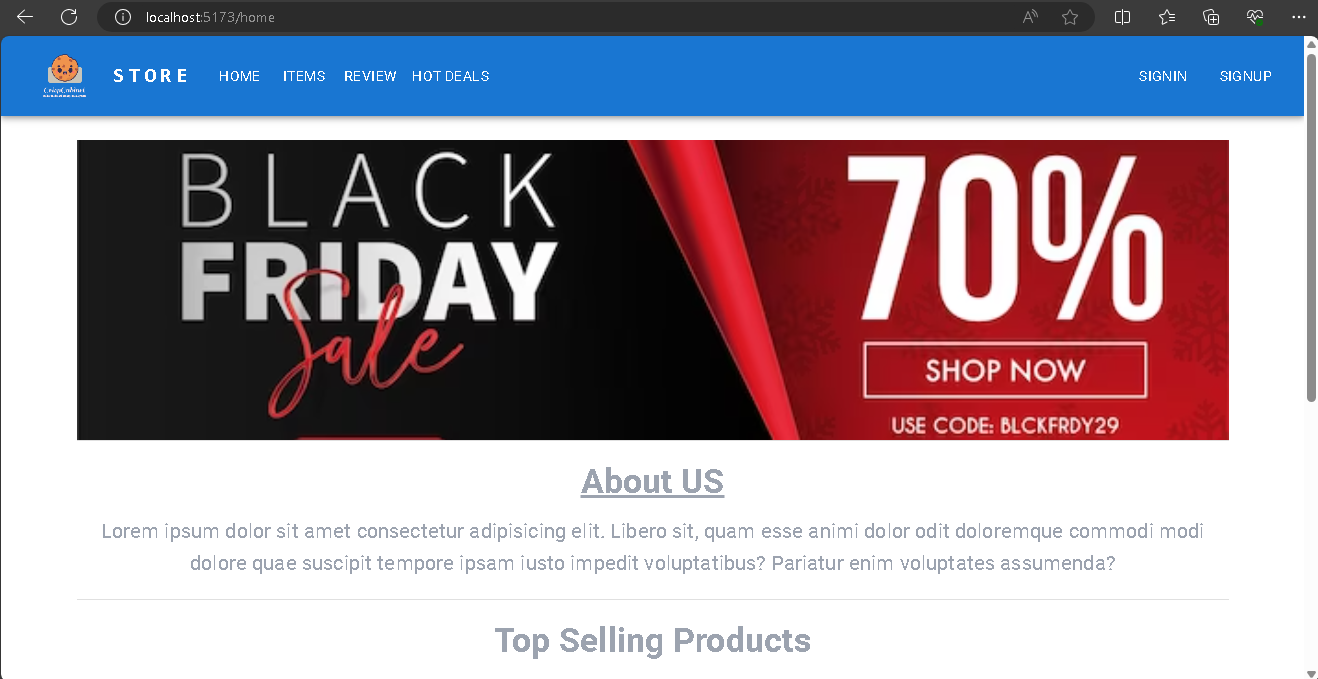 localhost:5173/home
CrispCabinet
STORE
HOME ITEMS REVIEW HOT DEALS
SIGNIN SIGNUP
BLACK
FRIDAY
Sale
70%
SHOP NOW
USE CODE: BLCKFRDY29
About US
Lorem ipsum dolor sit amet consectetur adipisicing elit. Libero sit, quam esse animi dolor odit doloremque commodi modi
dolore quae suscipit tempore ipsam iusto impedit voluptatibus? Pariatur enim voluptates assumenda?
Top Selling Products